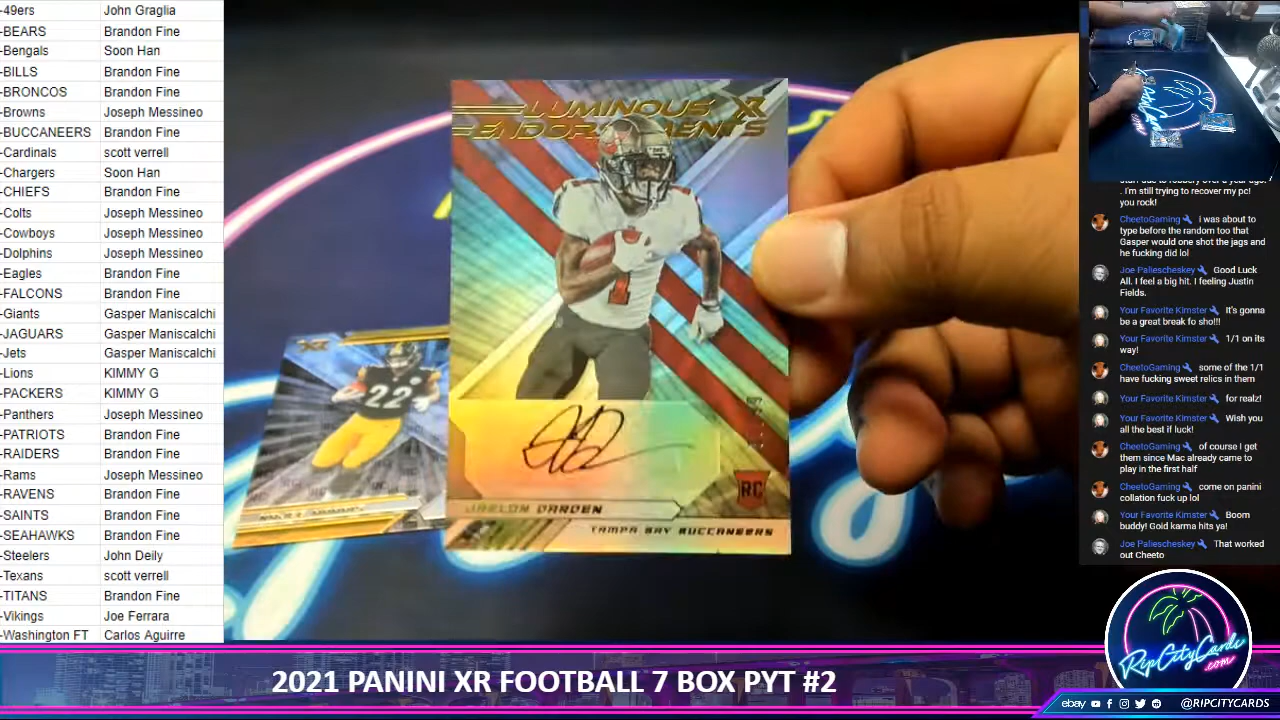 -49ers John Graglia
-BEARS Brandon Fine
-Bengals Soon Han
-BILLS Brandon Fine
-BRONCOS Brandon Fine
-Browns Joseph Messineo
-BUCCANEERS Brandon Fine
-Cardinals scott verrell
-Chargers Soon Han
-CHIEFS Brandon Fine
-Colts Joseph Messineo
-Cowboys Joseph Messineo
-Dolphins Joseph Messineo
-Eagles Brandon Fine
-FALCONS Brandon Fine
-Giants Gasper Maniscalchi
-JAGUARS Gasper Maniscalchi
-Jets Gasper Maniscalchi
-Lions KIMMY G
-PACKERS KIMMY G
-Panthers Joseph Messineo
-PATRIOTS Brandon Fine
-RAIDERS Brandon Fine
-Rams Joseph Messineo
-RAVENS Brandon Fine
-SAINTS Brandon Fine
-SEAHAWKS Brandon Fine
-Steelers John Deily
-Texans scott verrell
-TITANS Brandon Fine
-Vikings Joe Ferrara
-Washington FT Carlos Aguirre
LUMINOUS XR
ENDORSEMENTS
1
22
RC
JAELON DARDEN
TAMPA BAY BUCCANEERS
. I'm still trying to recover my pc!
you rock!
CheetoGaming i was about to
type before the random too that
Gasper would one shot the jags and
he fucking did lol
Joe Paliescheskey Good Luck
All. I feel a big hit. I feeling Justin
Fields.
Your Favorite Kimster It's gonna
be a great break fo sho!!!
Your Favorite Kimster 1/1 on its
way!
CheetoGaming some of the 1/1
have fucking sweet relics in them
Your Favorite Kimster for realz!
Your Favorite Kimster Wish you
all the best if luck!
CheetoGaming of course I get
them since Mac already came to
play in the first half
CheetoGaming come on panini
collation fuck up lol
Your Favorite Kimster Boom
buddy! Gold karma hits ya!
Joe Paliescheskey That worked
out Cheeto
RipCityCards
.com
2021 PANINI XR FOOTBALL 7 BOX PYT #2
ebay @RIPCITYCARDS